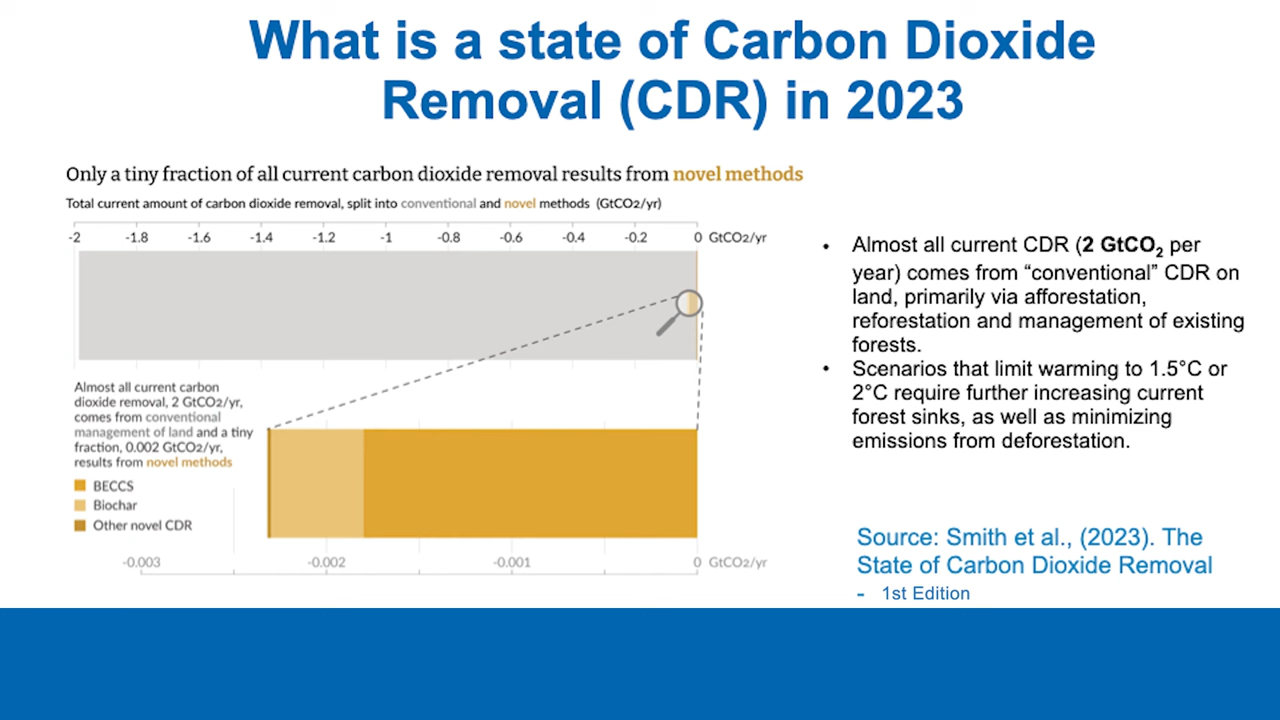 What is a state of Carbon Dioxide
Removal (CDR) in 2023
Only a tiny fraction of all current carbon dioxide removal results from novel methods
Total current amount of carbon dioxide removal, split into conventional and novel methods (GtCO2/yr)
-2 -1.8 -1.6 -1.4 -1.2 -1 -0.8 -0.6 -0.4 -0.2 0 GtCO2/yr
Almost all current carbon
dioxide removal, 2 GtCO2/yr,
comes from conventional
management of land and a tiny
fraction, 0.002 GtCO2/yr,
results from novel methods
BECCS
Biochar
Other novel CDR
-0.003 -0.002 -0.001 0 GtCO2/yr
• Almost all current CDR (2 GtCO₂ per
year) comes from “conventional” CDR on
land, primarily via afforestation,
reforestation and management of existing
forests.
• Scenarios that limit warming to 1.5°C or
2°C require further increasing current
forest sinks, as well as minimizing
emissions from deforestation.
Source: Smith et al., (2023). The
State of Carbon Dioxide Removal
- 1st Edition